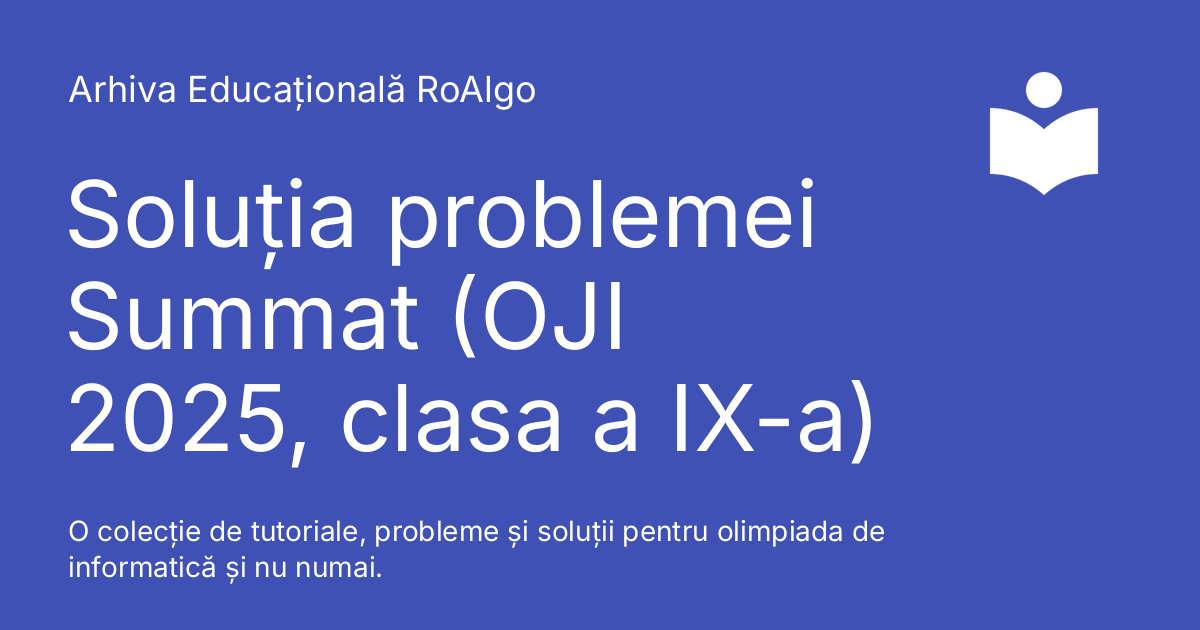 Arhiva Educațională RoAlgo
Soluția problemei
Summat (OJI
2025, clasa a IX-a)
O colecție de tutoriale, probleme și soluții pentru olimpiada de
informatică și nu numai.